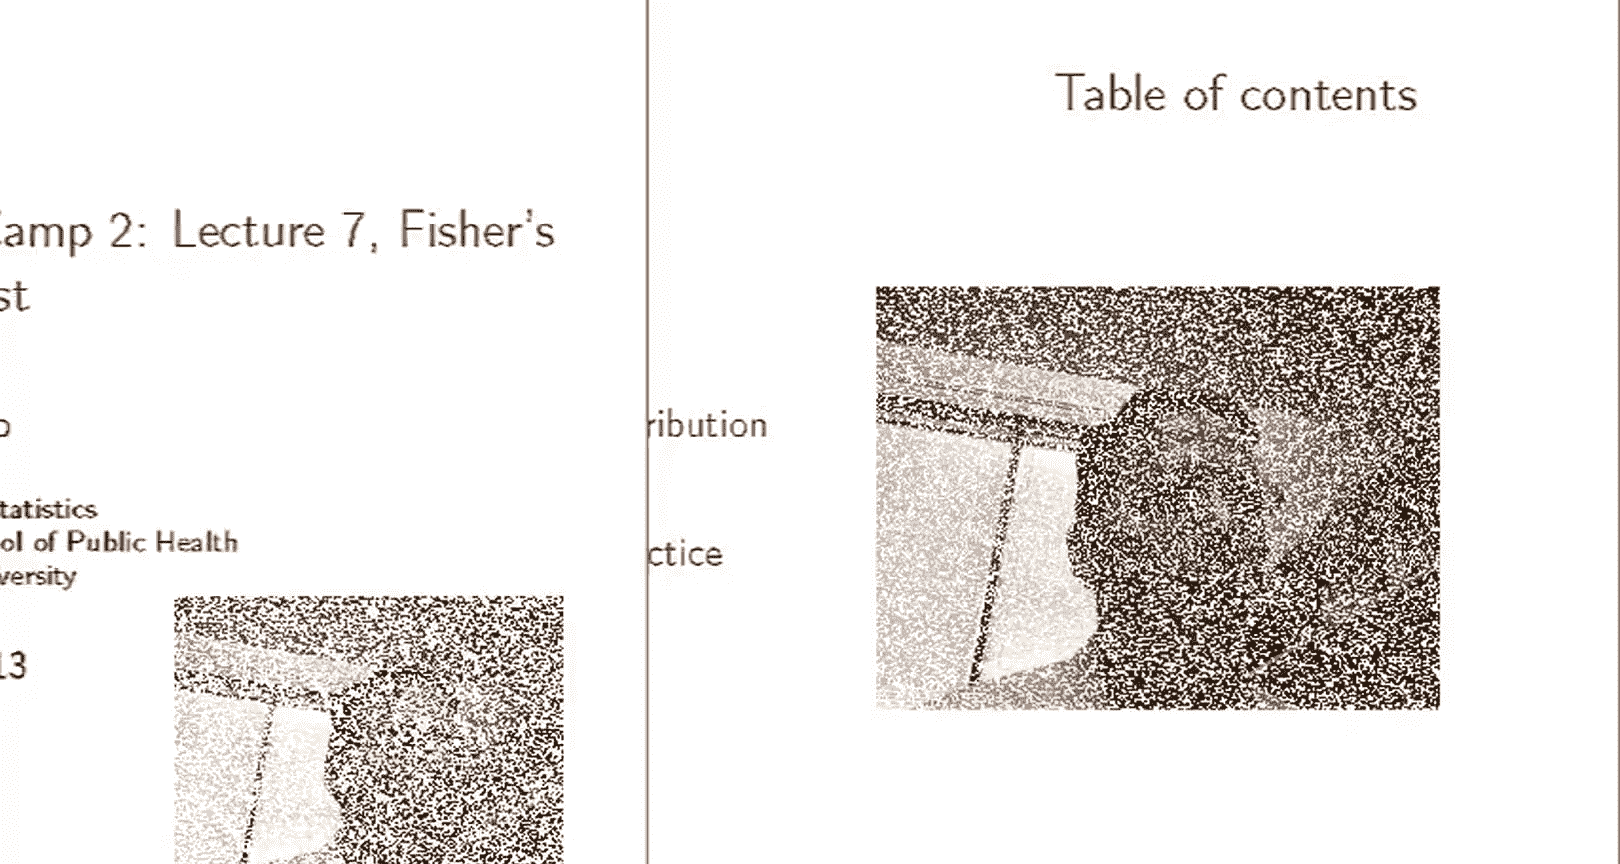 amp 2: Lecture 7, Fisher's
st
tatistics
ol of Public Health
versity
13
Table of contents
ribution
ctice